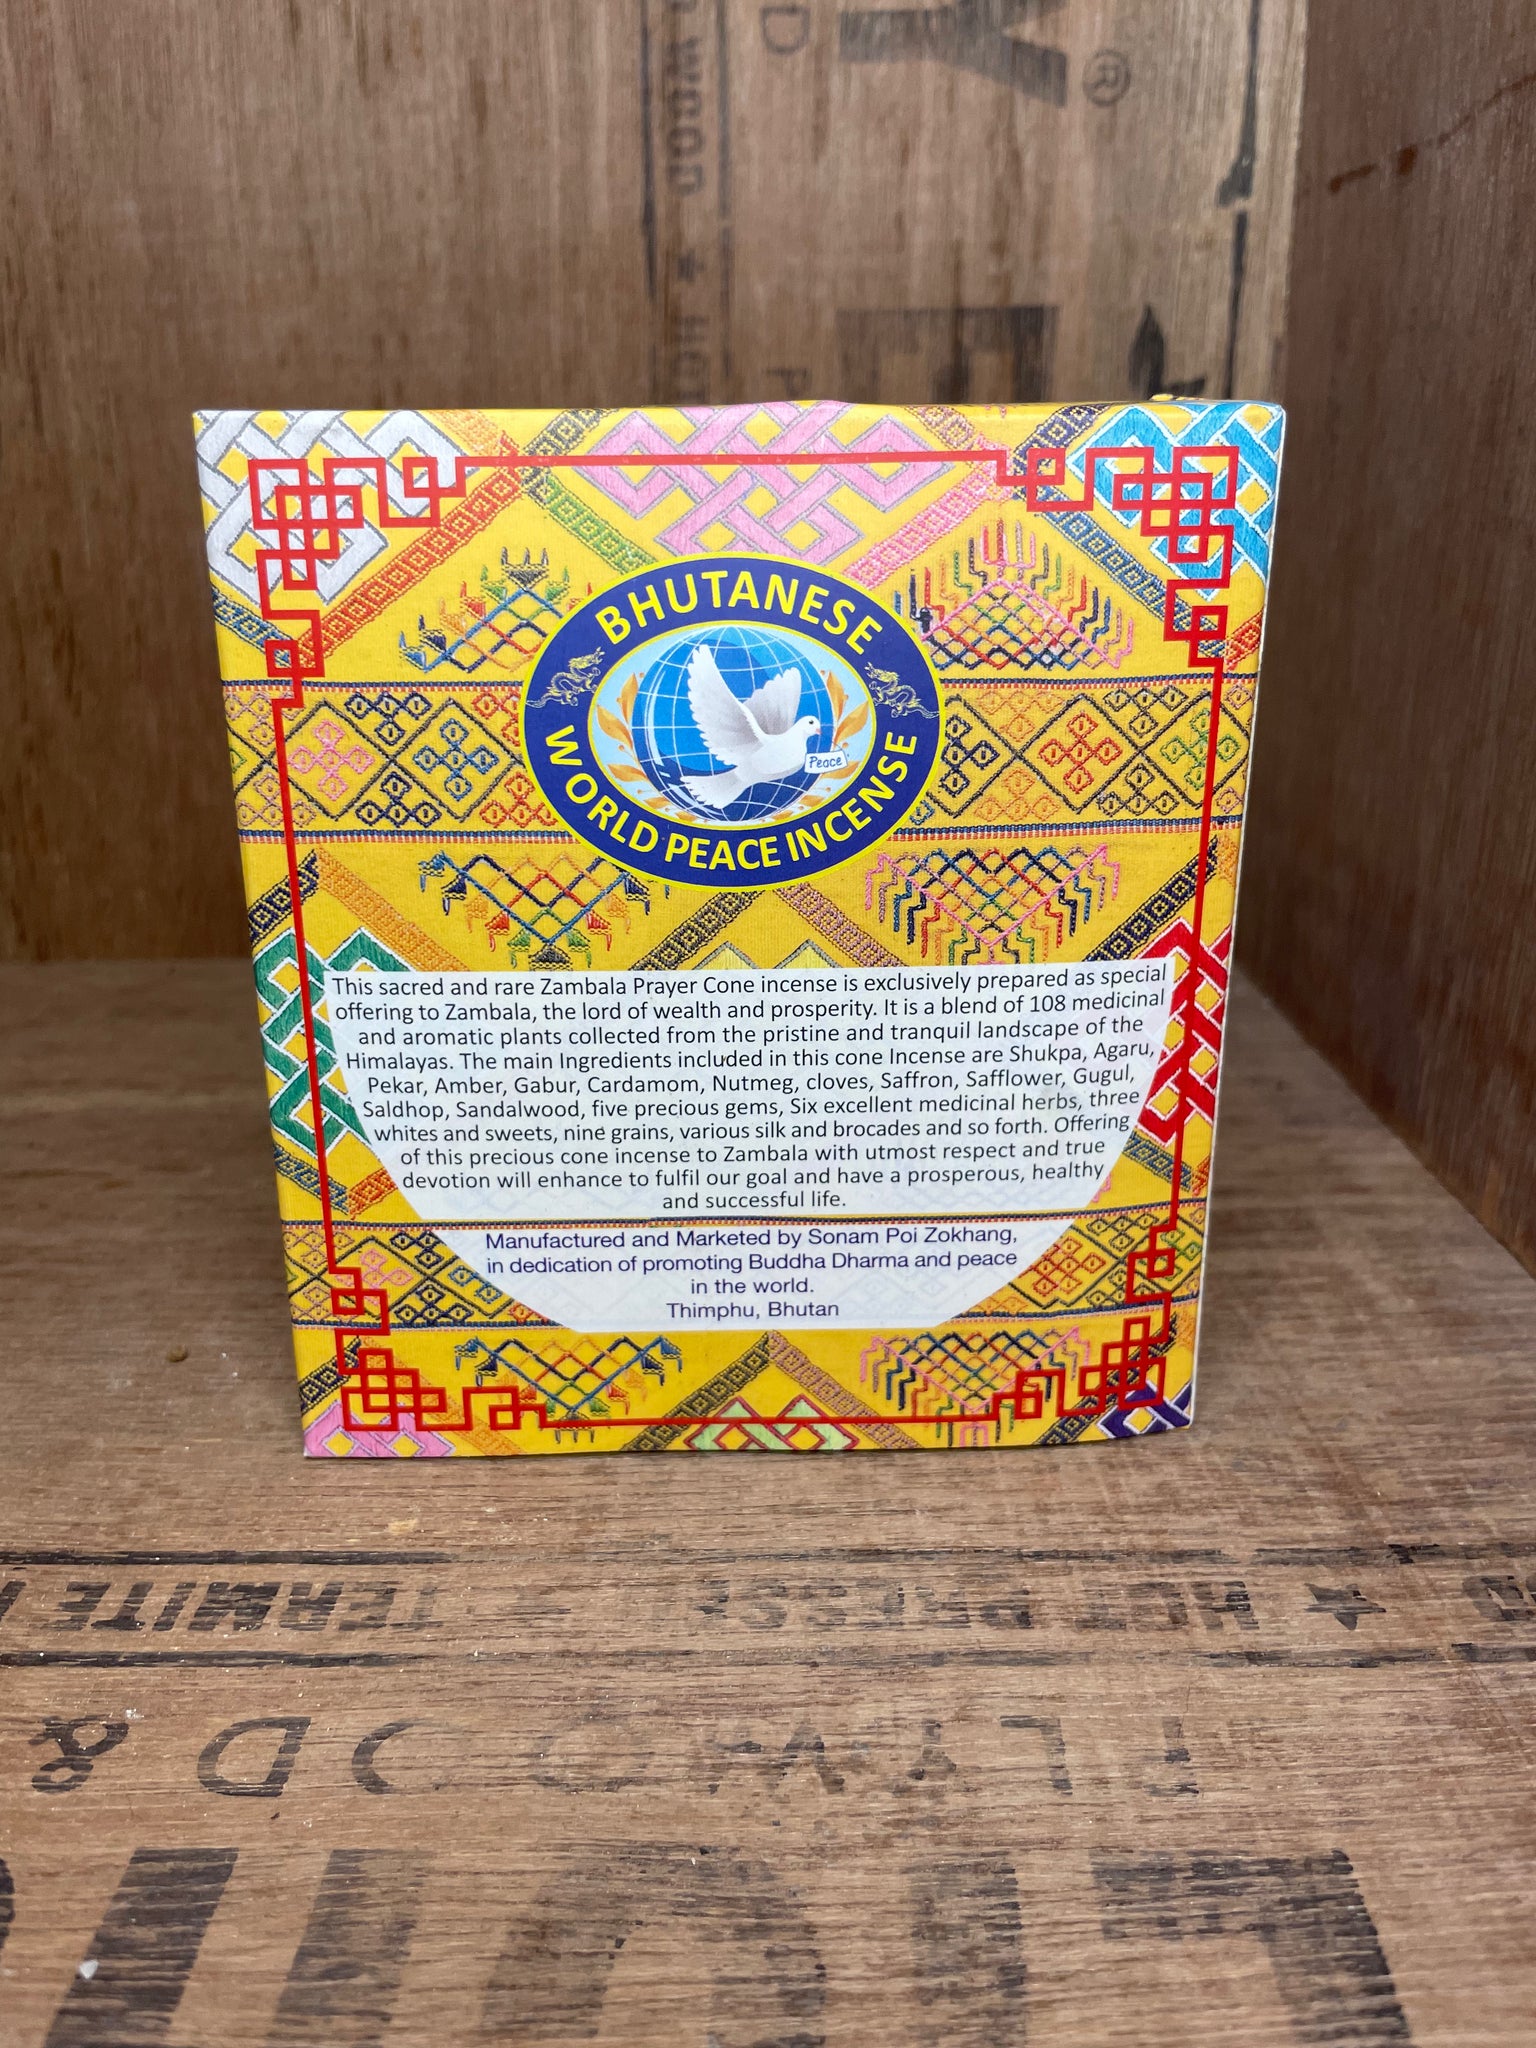 BHUTANESE
Peace
WORLD PEACE INCENSE
This sacred and rare Zambala Prayer Cone incense is exclusively prepared as special
offering to Zambala, the lord of wealth and prosperity. It is a blend of 108 medicinal
and aromatic plants collected from the pristine and tranquil landscape of the
Himalayas. The main Ingredients included in this cone Incense are Shukpa, Agaru,
Pekar, Amber, Gabur, Cardamom, Nutmeg, cloves, Saffron, Safflower, Gugul,
Saldhop, Sandalwood, five precious gems, Six excellent medicinal herbs, three
whites and sweets, nine grains, various silk and brocades and so forth. Offering
of this precious cone incense to Zambala with utmost respect and true
devotion will enhance to fulfil our goal and have a prosperous, healthy
and successful life.
Manufactured and Marketed by Sonam Poi Zokhang,
in dedication of promoting Buddha Dharma and peace
in the world.
Thimphu, Bhutan
TERMITE
HOT PRESS
PLYWOOD &